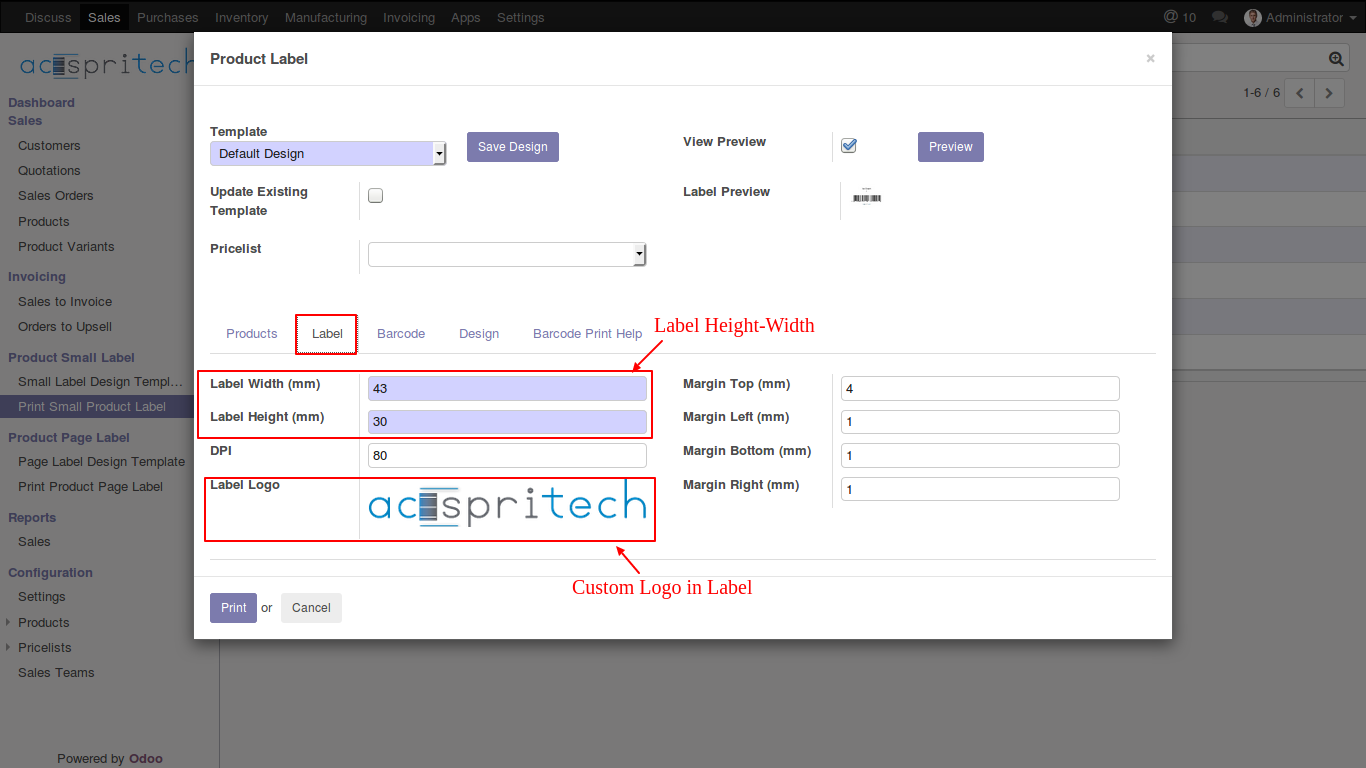 Discuss Sales Purchases Inventory Manufacturing Invoicing Apps Settings
@ 10 Administrator
acespritech
1-6 / 6
Dashboard
Sales
Customers
Quotations
Sales Orders
Products
Product Variants
Invoicing
Sales to Invoice
Orders to Upsell
Product Small Label
Small Label Design Templ...
Print Small Product Label
Product Page Label
Page Label Design Template
Print Product Page Label
Reports
Sales
Configuration
Settings
Products
Pricelists
Sales Teams
Powered by Odoo
Product Label
×
Template
Default Design
Save Design
View Preview
Preview
Update Existing
Template
Label Preview
Pricelist
Products Label Barcode Design Barcode Print Help
Label Height-Width
Label Width (mm) 43
Margin Top (mm) 4
Label Height (mm) 30
Margin Left (mm) 1
DPI 80
Margin Bottom (mm) 1
Label Logo
acespritech
Margin Right (mm) 1
Custom Logo in Label
Print or Cancel